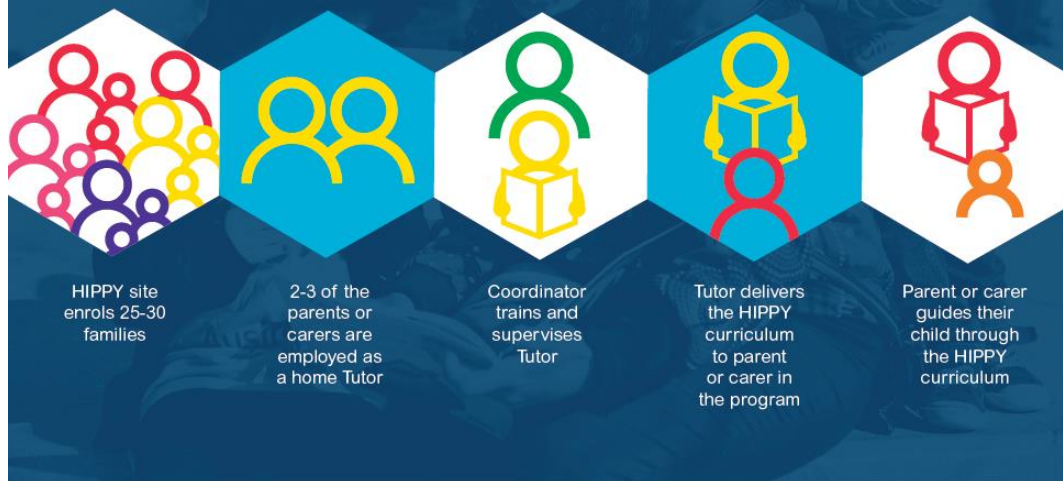 HIPPY site
enrols 25-30
families
2-3 of the
parents or
carers are
employed as
a home Tutor
Coordinator
trains and
supervises
Tutor
Tutor delivers
the HIPPY
curriculum
to parent
or carer in
the program
Parent or carer
guides their
child through
the HIPPY
curriculum